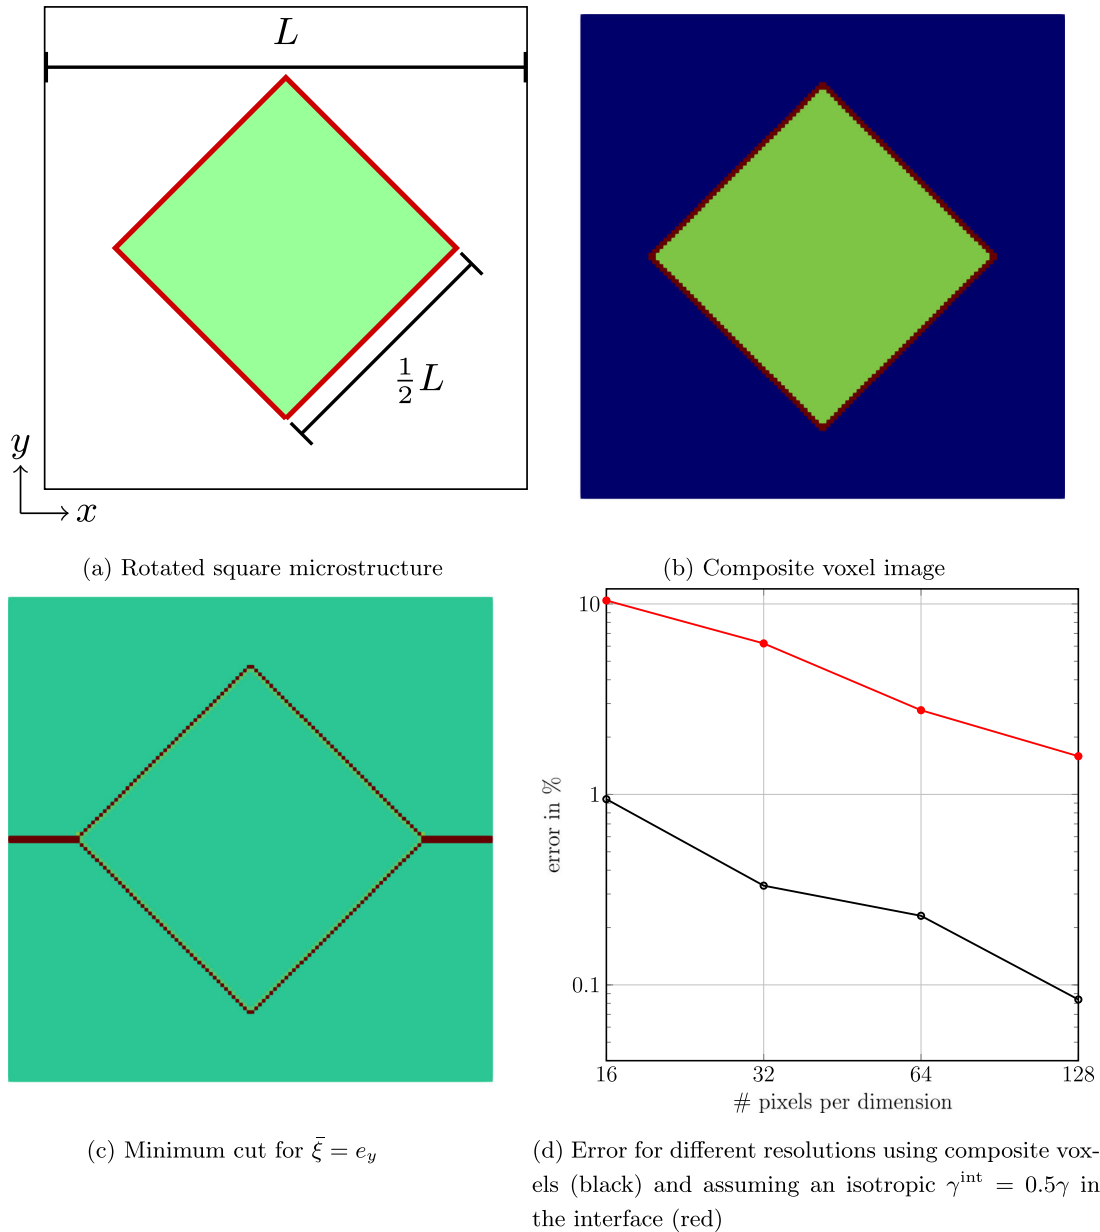 L
½L
y
x
(a) Rotated square microstructure
(b) Composite voxel image
(c) Minimum cut for ξ̄ = e_y
10
1
0.1
error in %
16 32 64 128
# pixels per dimension
(d) Error for different resolutions using composite vox-
els (black) and assuming an isotropic γ^int = 0.5γ in
the interface (red)